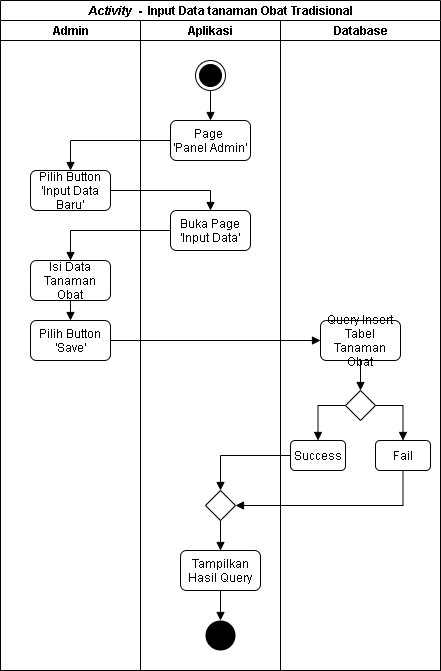 Activity - Input Data tanaman Obat Tradisional
Admin
Aplikasi
Database
Page
'Panel Admin'
Pilih Button
'Input Data
Baru'
Buka Page
'Input Data'
Isi Data
Tanaman
Obat
Pilih Button
'Save'
Query Insert
Tabel
Tanaman
Obat
Success
Fail
Tampilkan
Hasil Query